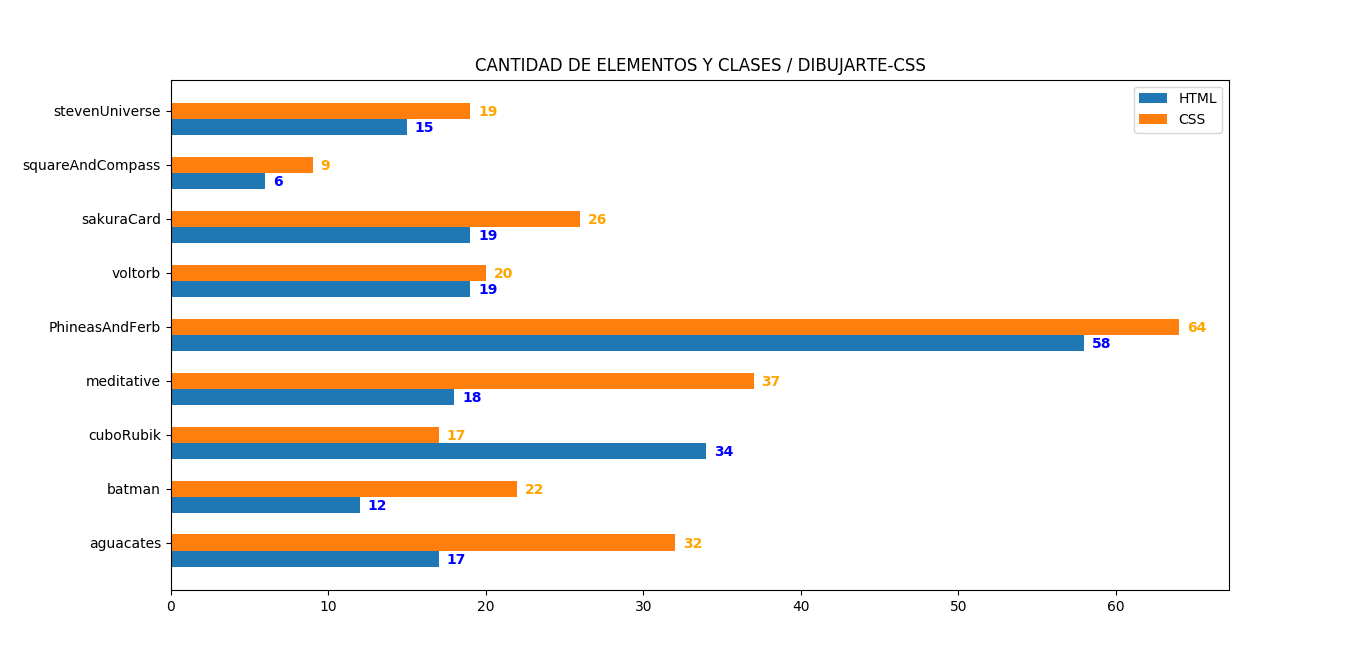 CANTIDAD DE ELEMENTOS Y CLASES / DIBUJARTE-CSS
HTML
CSS
stevenUniverse
19
15
squareAndCompass
9
6
sakuraCard
26
19
voltorb
20
19
PhineasAndFerb
64
58
meditative
37
18
cuboRubik
17
34
batman
22
12
aguacates
32
17
0 10 20 30 40 50 60